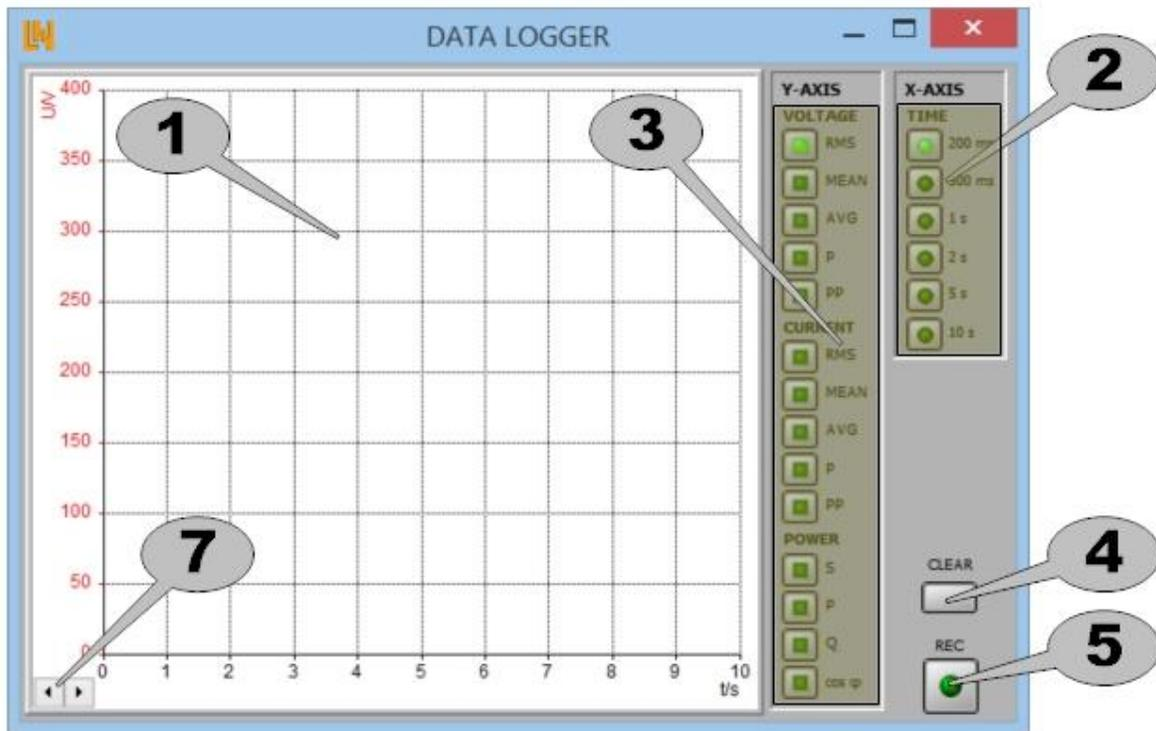 DATA LOGGER
U/V
400
350
300
250
200
150
100
50
0
0 1 2 3 4 5 6 7 8 9 10
t/s
1
7
Y-AXIS
VOLTAGE
RMS
MEAN
AVG
P
PP
CURRENT
RMS
MEAN
AVG
P
PP
POWER
S
P
Q
cos φ
3
X-AXIS
TIME
200 ms
500 ms
1 s
2 s
5 s
10 s
2
CLEAR
4
REC
5